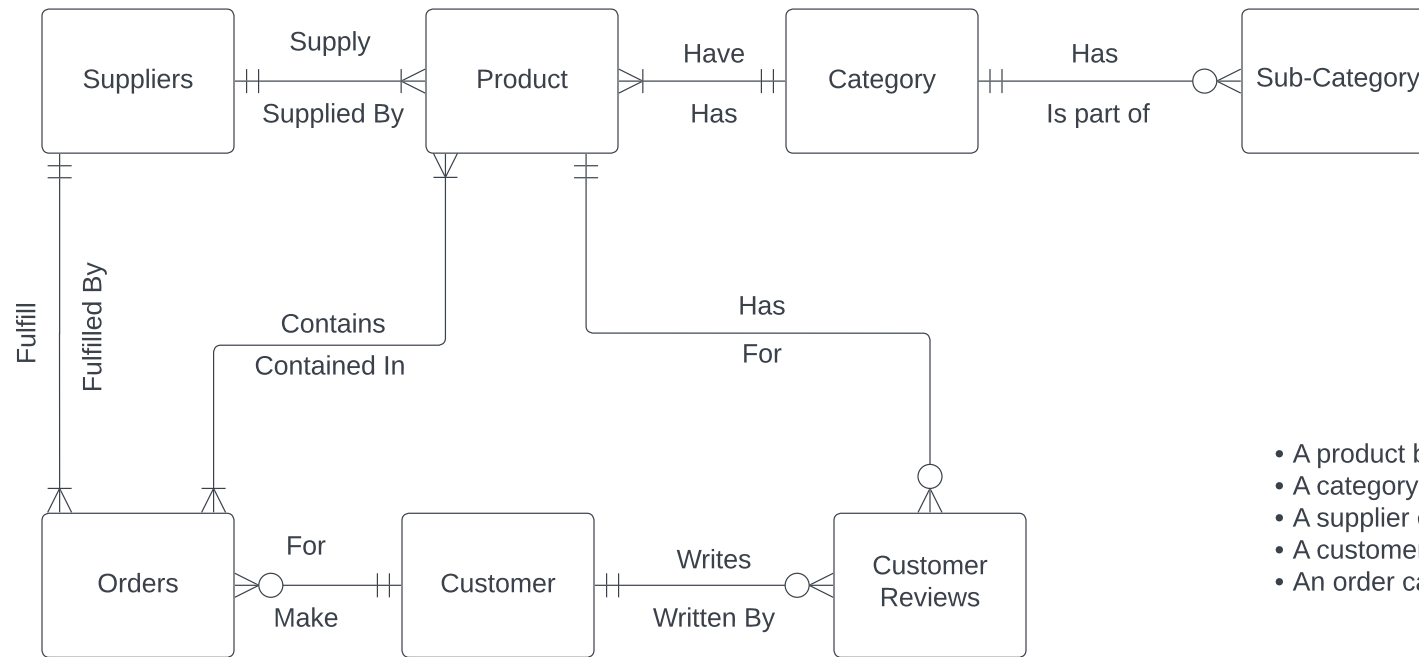 Supply
Have
Has
Suppliers
Product
Category
Sub-Category
Supplied By
Has
Is part of
Fulfill
Fulfilled By
Contains
Contained In
Has
For
• A product
• A category
• A supplier
• A customer
• An order
For
Writes
Orders
Customer
Customer
Reviews
Make
Written By